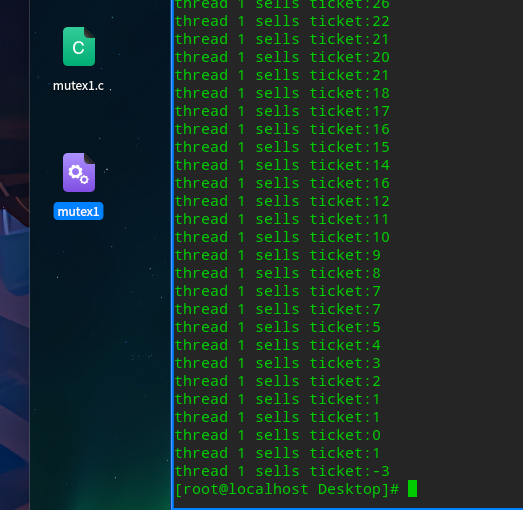 mutex1.c
mutex1
thread 1 sells ticket:26
thread 1 sells ticket:22
thread 1 sells ticket:21
thread 1 sells ticket:20
thread 1 sells ticket:21
thread 1 sells ticket:18
thread 1 sells ticket:17
thread 1 sells ticket:16
thread 1 sells ticket:15
thread 1 sells ticket:14
thread 1 sells ticket:16
thread 1 sells ticket:12
thread 1 sells ticket:11
thread 1 sells ticket:10
thread 1 sells ticket:9
thread 1 sells ticket:8
thread 1 sells ticket:7
thread 1 sells ticket:7
thread 1 sells ticket:5
thread 1 sells ticket:4
thread 1 sells ticket:3
thread 1 sells ticket:2
thread 1 sells ticket:1
thread 1 sells ticket:1
thread 1 sells ticket:0
thread 1 sells ticket:1
thread 1 sells ticket:-3
[root@localhost Desktop]#
C